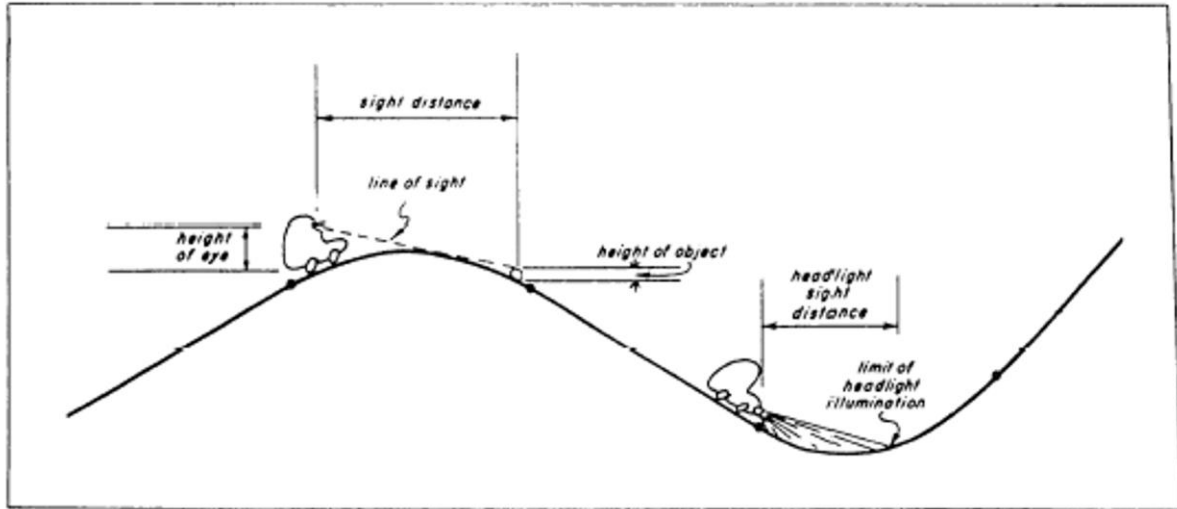 sight distance
line of sight
height
of eye
height of object
headlight
sight
distance
limit of
headlight
illumination